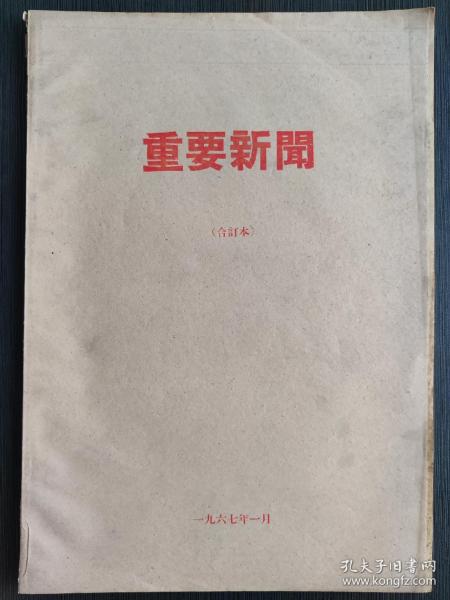 重要新聞
（合訂本）
一九六七年一月
孔夫子旧书网
www.kongfz.com